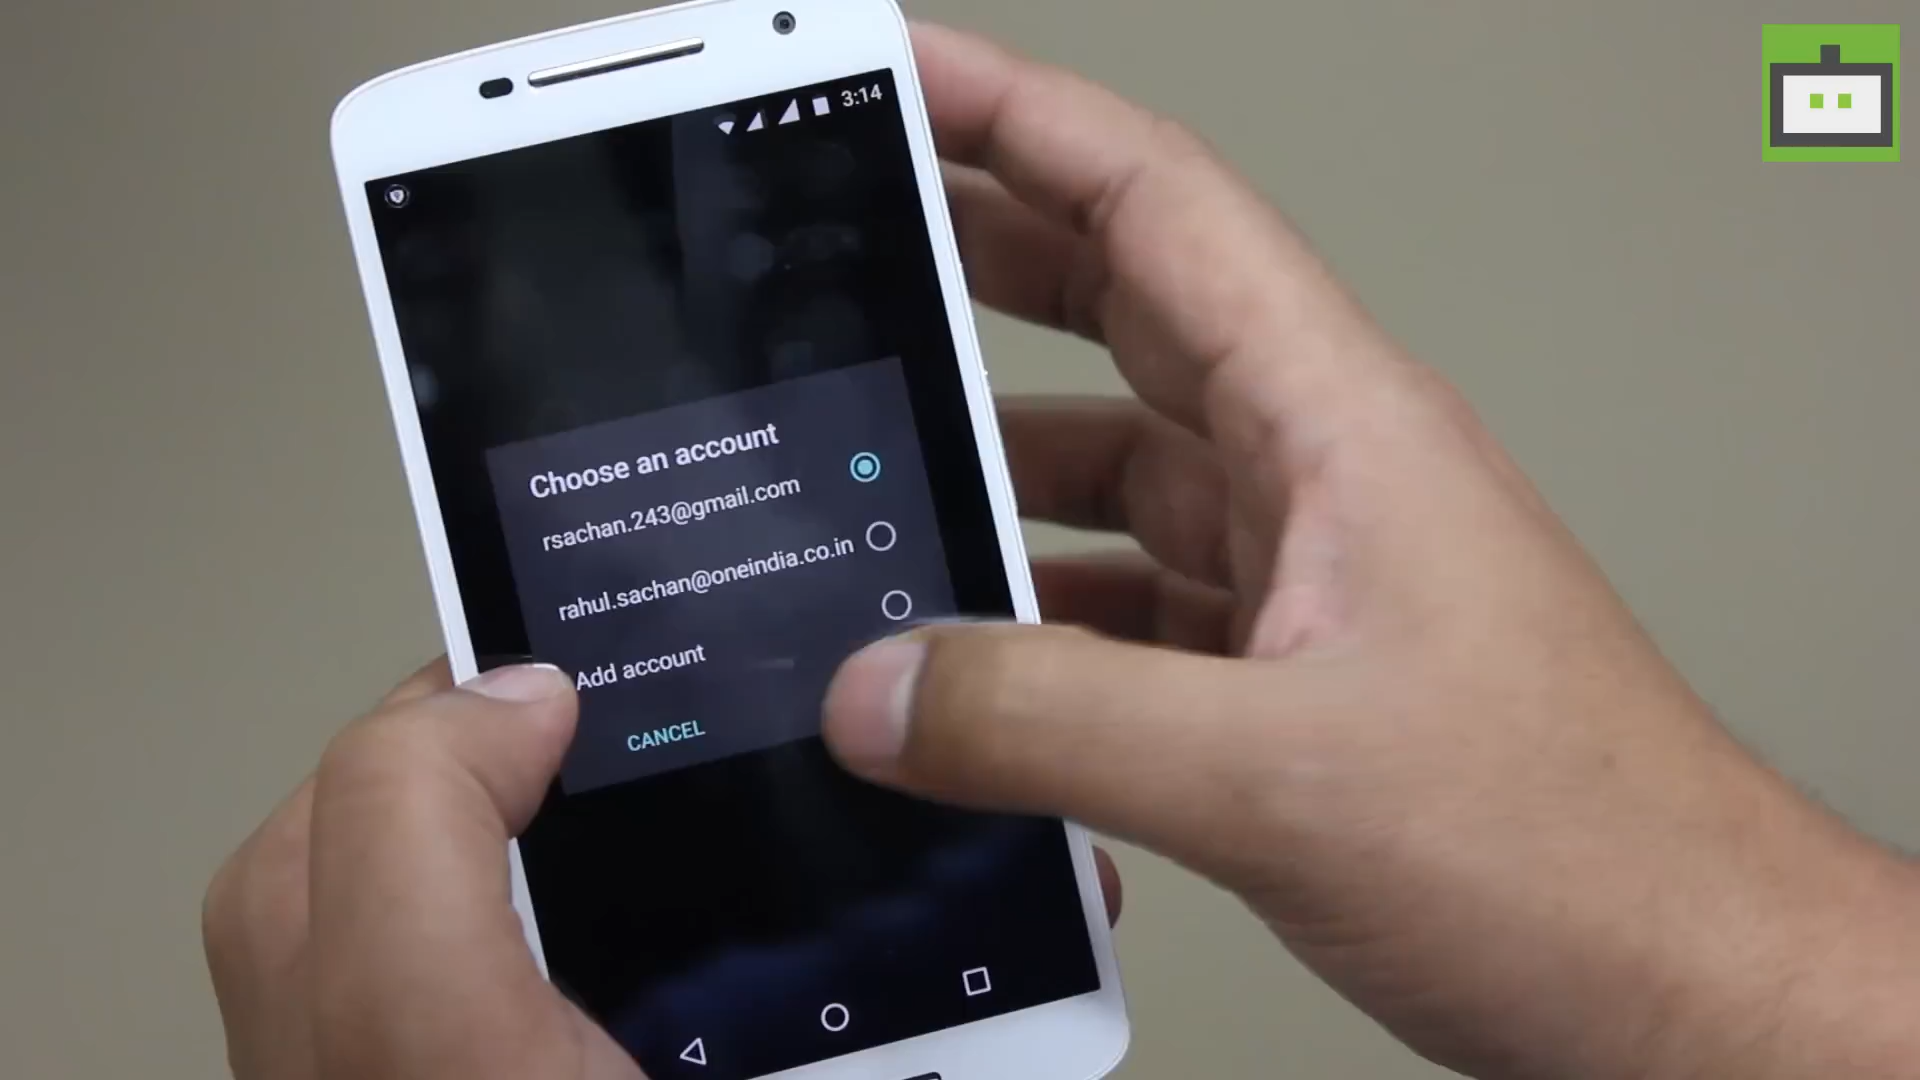 3:14
Choose an account
rsachan.243@gmail.com
rahul.sachan@oneindia.co.in
Add account
CANCEL